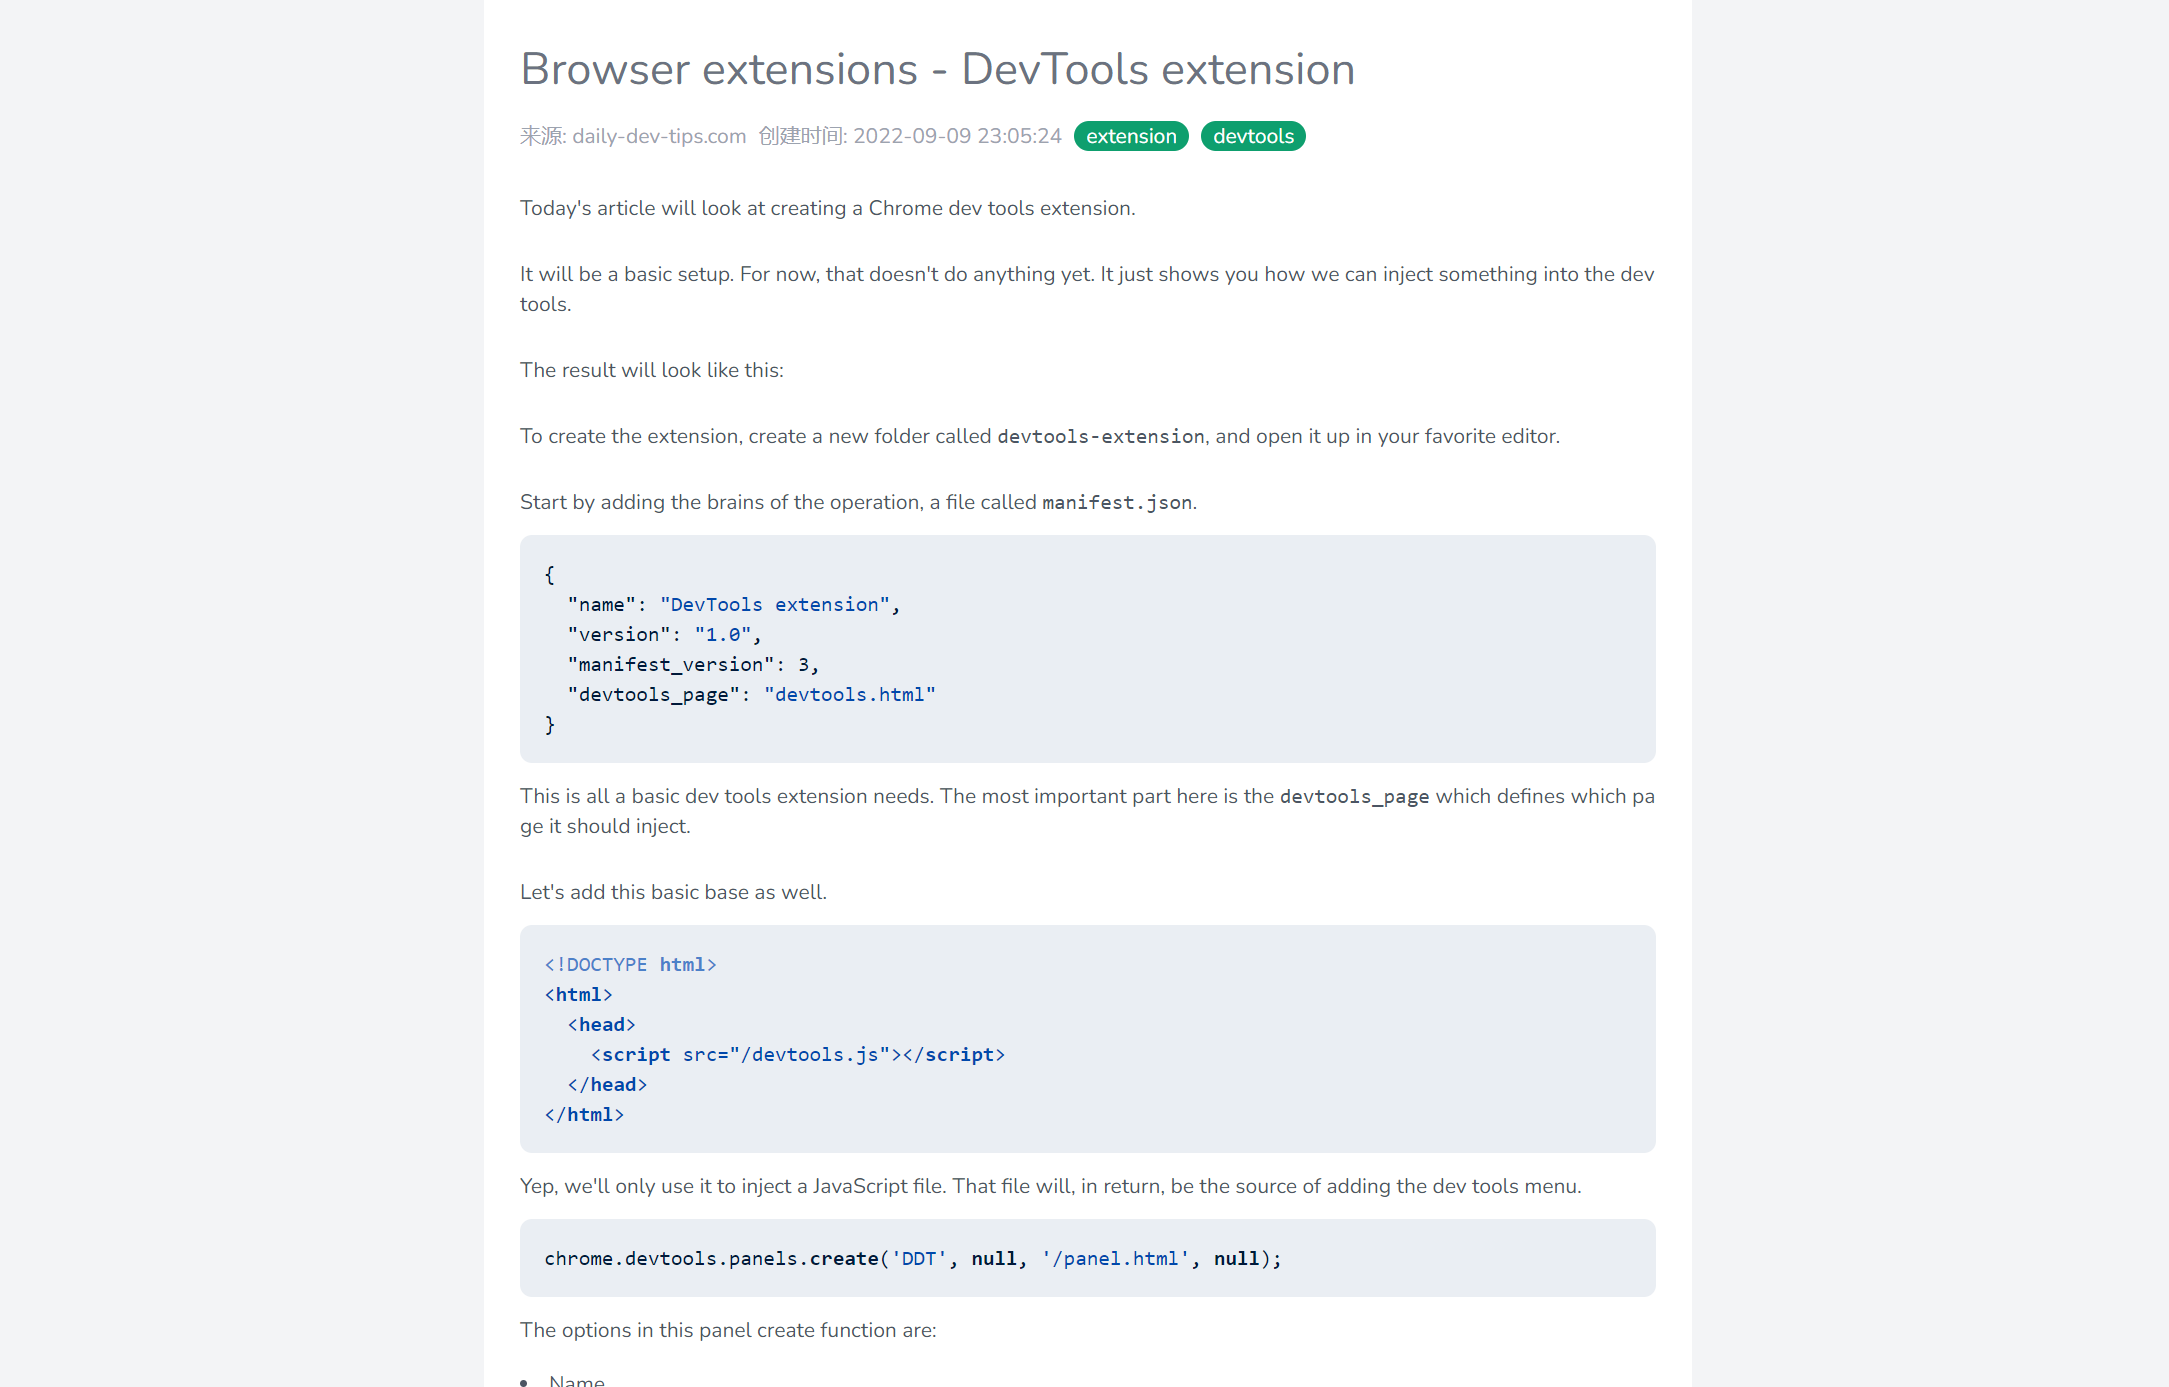 Browser extensions - DevTools extension
来源: daily-dev-tips.com 创建时间: 2022-09-09 23:05:24 extension devtools
Today's article will look at creating a Chrome dev tools extension.
It will be a basic setup. For now, that doesn't do anything yet. It just shows you how we can inject something into the dev
tools.
The result will look like this:
To create the extension, create a new folder called devtools-extension, and open it up in your favorite editor.
Start by adding the brains of the operation, a file called manifest.json.
{
  "name": "DevTools extension",
  "version": "1.0",
  "manifest_version": 3,
  "devtools_page": "devtools.html"
}
This is all a basic dev tools extension needs. The most important part here is the devtools_page which defines which pa
ge it should inject.
Let's add this basic base as well.
<!DOCTYPE html>
<html>
  <head>
    <script src="/devtools.js"></script>
  </head>
</html>
Yep, we'll only use it to inject a JavaScript file. That file will, in return, be the source of adding the dev tools menu.
chrome.devtools.panels.create('DDT', null, '/panel.html', null);
The options in this panel create function are:
• Name